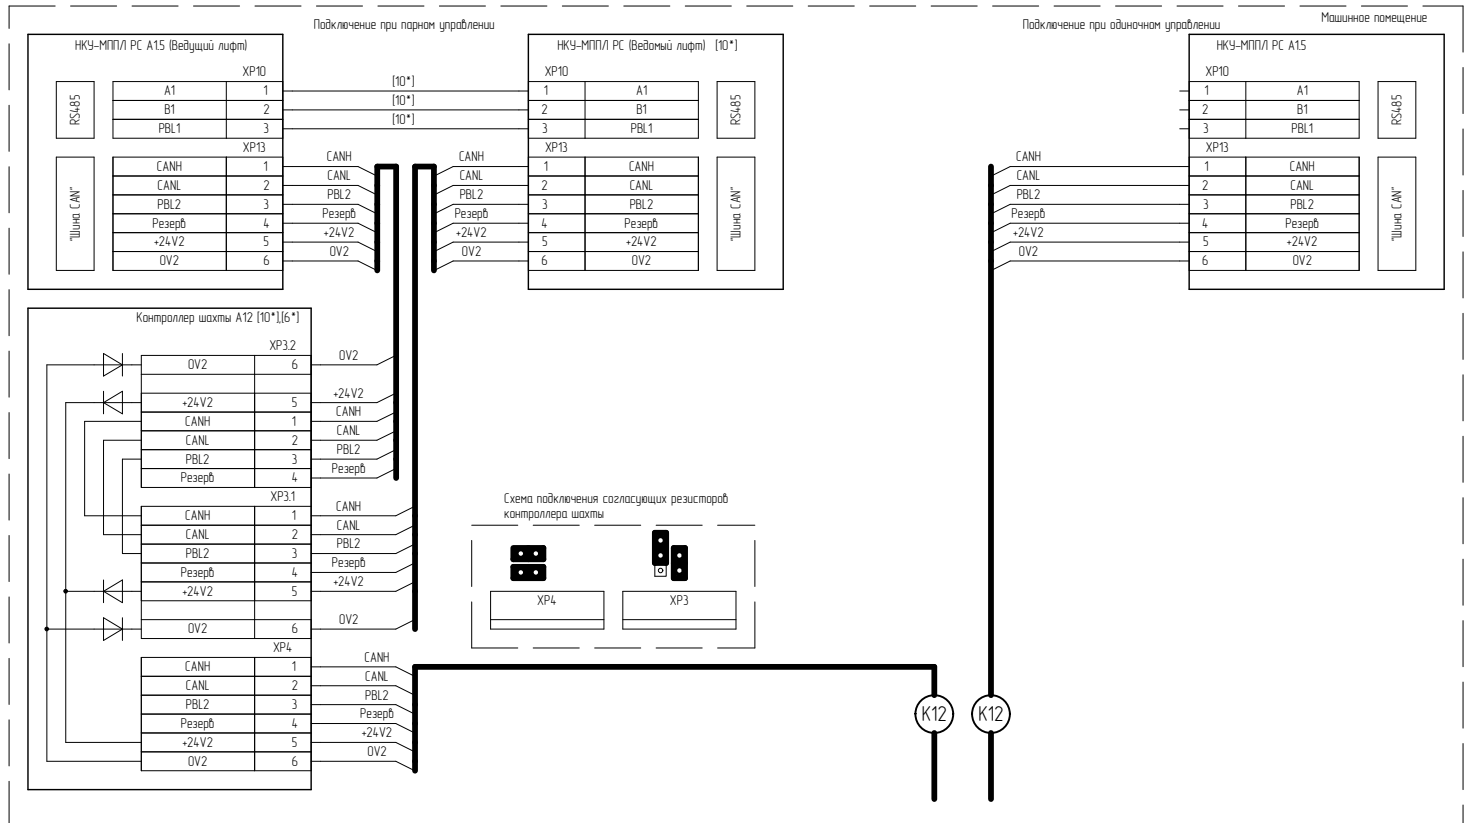 Подключение при парном управлении
Подключение при одиночном управлении
Машинное помещение
НКУ-МППЛ РС А1.5 (Ведущий лифт)
XP10
RS485
A1 1
B1 2
PBL1 3
XP13
"Шина CAN"
CANH 1
CANL 2
PBL2 3
Резерв 4
+24V2 5
0V2 6
[10*]
[10*]
[10*]
CANH
CANL
PBL2
Резерв
+24V2
0V2
CANH
CANL
PBL2
Резерв
+24V2
0V2
НКУ-МППЛ РС (Ведомый лифт) [10*]
XP10
1 A1
2 B1
3 PBL1
RS485
XP13
1 CANH
2 CANL
3 PBL2
4 Резерв
5 +24V2
6 0V2
"Шина CAN"
CANH
CANL
PBL2
Резерв
+24V2
0V2
НКУ-МППЛ РС А1.5
XP10
1 A1
2 B1
3 PBL1
RS485
XP13
1 CANH
2 CANL
3 PBL2
4 Резерв
5 +24V2
6 0V2
"Шина CAN"
Контроллер шахты А12 [10*],[6*]
XP3.2
0V2 6 0V2
+24V2 5 +24V2
CANH 1 CANH
CANL 2 CANL
PBL2 3 PBL2
Резерв 4 Резерв
XP3.1
CANH 1 CANH
CANL 2 CANL
PBL2 3 PBL2
Резерв 4 Резерв
+24V2 5 +24V2
0V2 6 0V2
XP4
CANH 1 CANH
CANL 2 CANL
PBL2 3 PBL2
Резерв 4 Резерв
+24V2 5 +24V2
0V2 6 0V2
Схема подключения согласующих резисторов
контроллера шахты
XP4
XP3
K12
K12